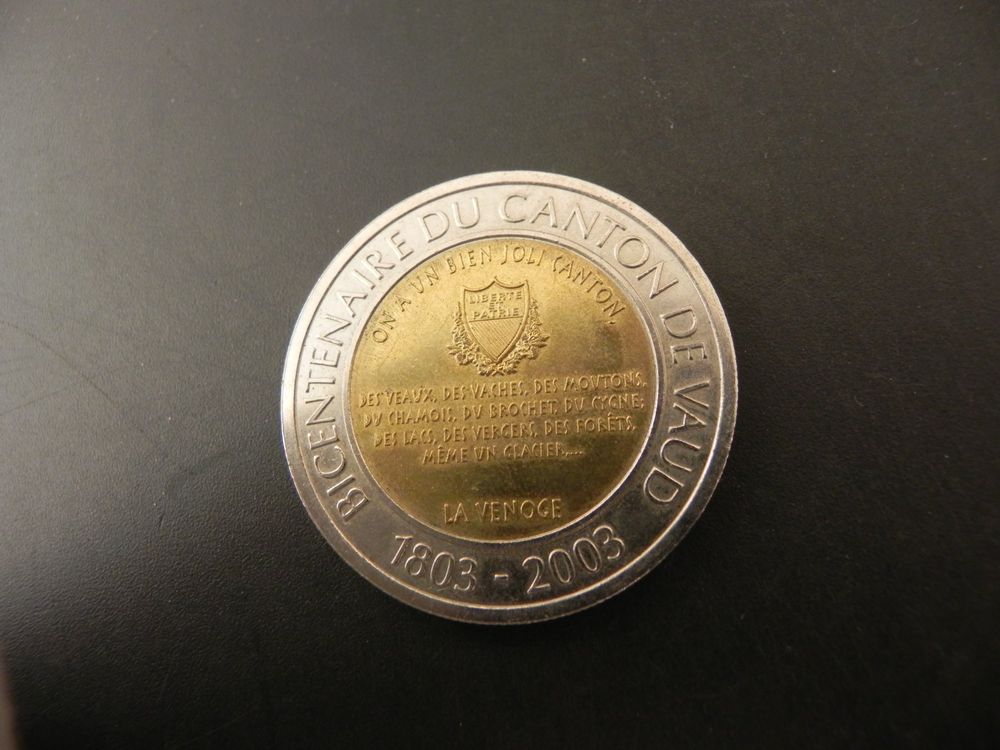 BICENTENAIRE DU CANTON DE VAUD
ON A UN BIEN JOLI CANTON,
LIBERTE
ET
PATRIE
DES VEAUX, DES VACHES, DES MOUTONS,
DU CHAMOIS, DU BROCHET, DU CYGNE;
DES LACS, DES VERGERS, DES FORÊTS,
MÊME UN GLACIER,...
LA VENOGE
1803 - 2003